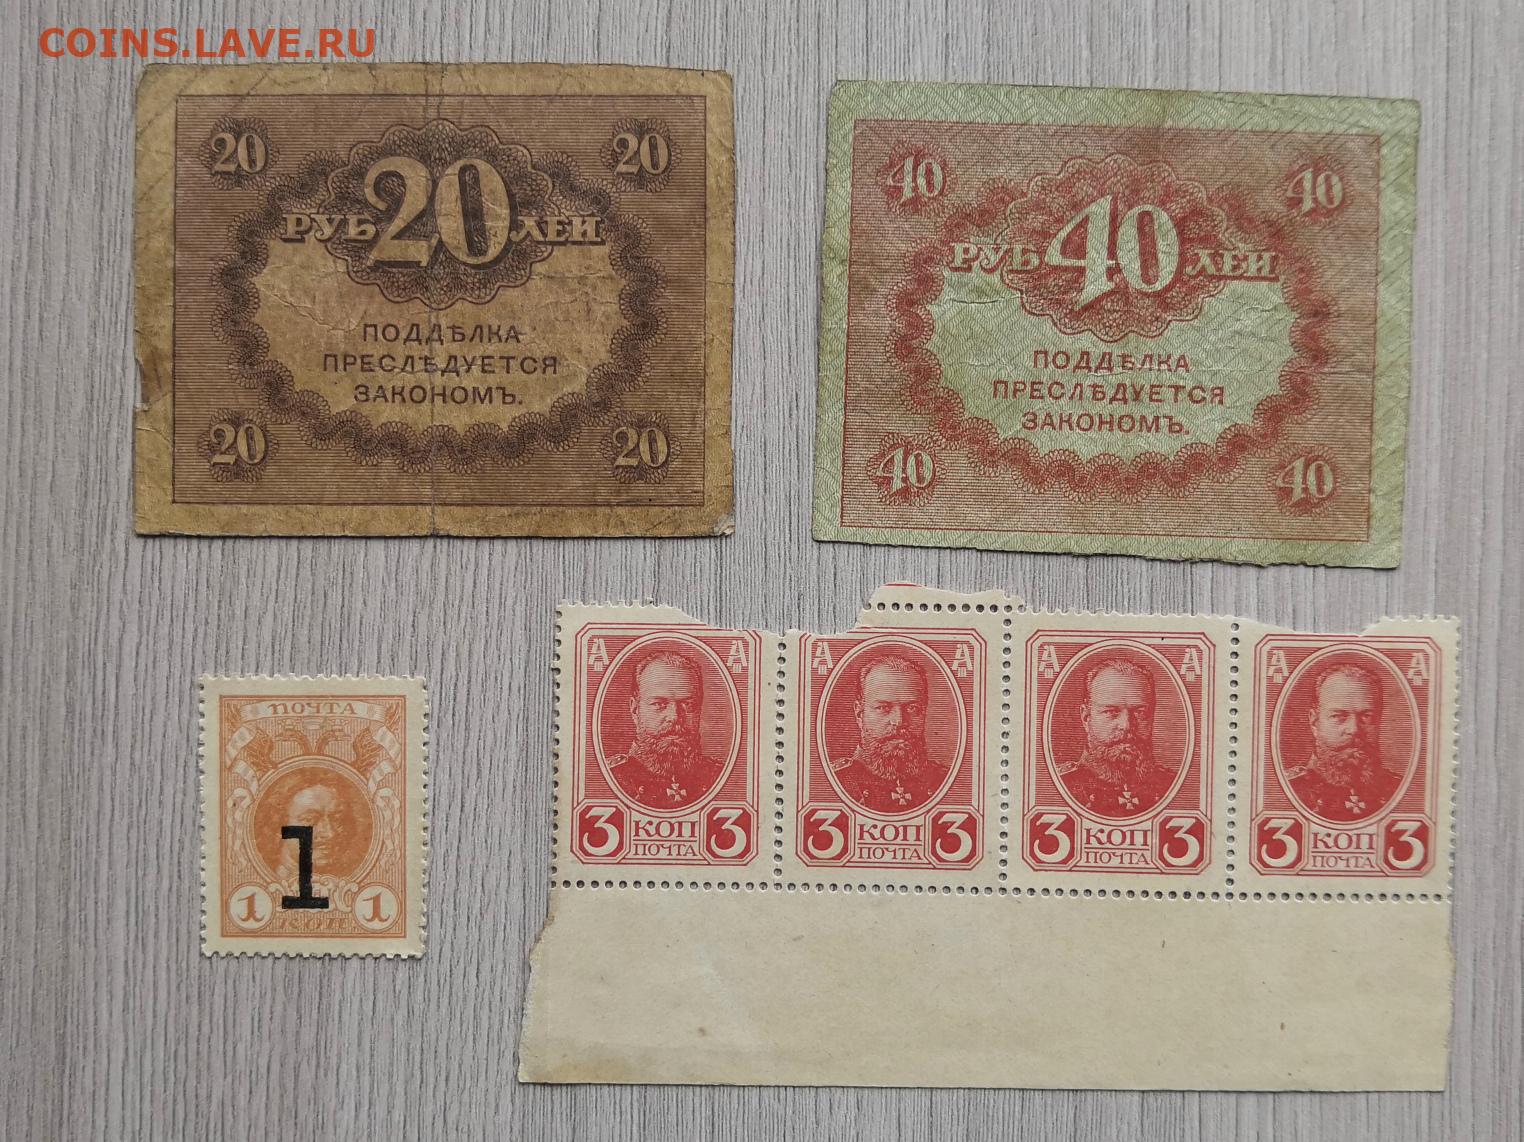 COINS.LAVE.RU
20 20
РУБ 20 ЛЕЙ
ПОДДѢЛКА
ПРЕСЛѢДУЕТСЯ
ЗАКОНОМЪ.
20 20
40 40
РУБ 40 ЛЕЙ
ПОДДѢЛКА
ПРЕСЛѢДУЕТСЯ
ЗАКОНОМЪ.
40 40
ПОЧТА
1
1 КОП 1
3 КОП 3
ПОЧТА
3 КОП 3
ПОЧТА
3 КОП 3
ПОЧТА
3 КОП 3
ПОЧТА